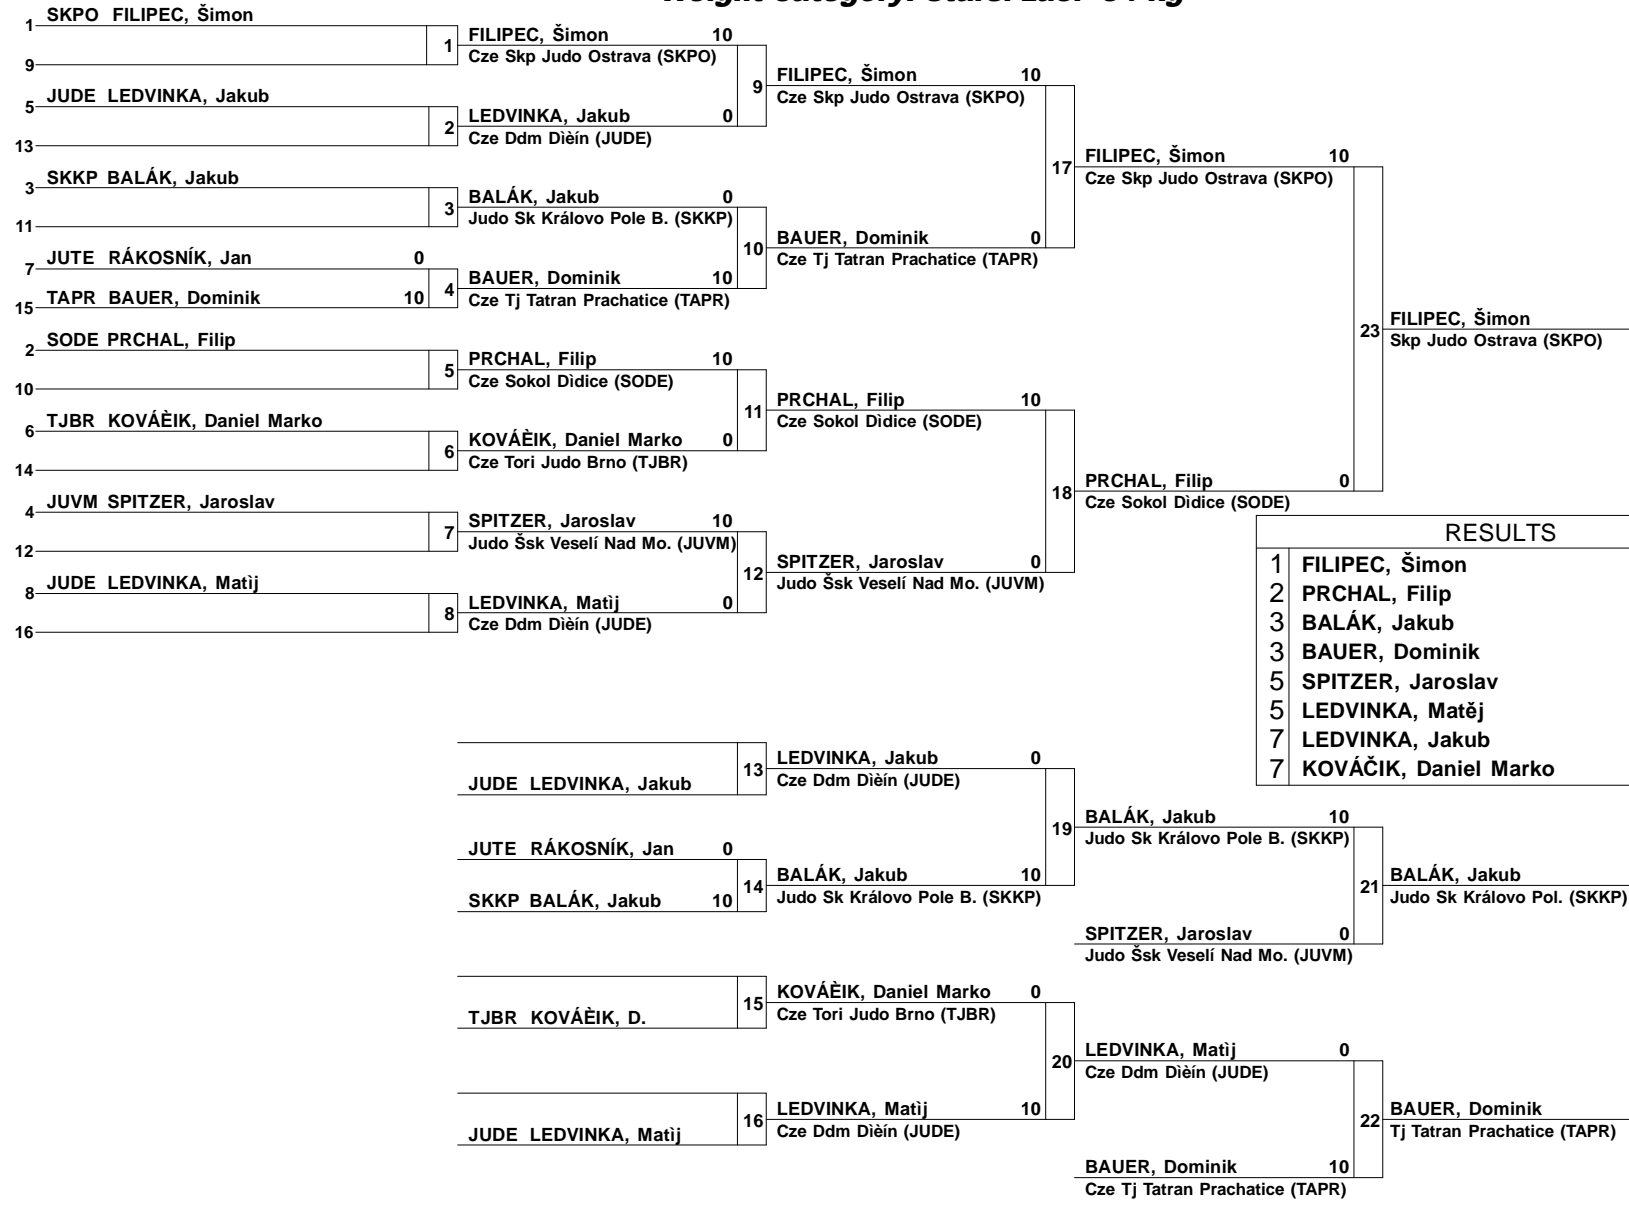 1 SKPO FILIPEC, Šimon
9
1
5 JUDE LEDVINKA, Jakub
13
2
3 SKKP BALÁK, Jakub
11
3
7 JUTE RÁKOSNÍK, Jan 0
15 TAPR BAUER, Dominik 10
4
2 SODE PRCHAL, Filip
10
5
6 TJBR KOVÁÈIK, Daniel Marko
14
6
4 JUVM SPITZER, Jaroslav
12
7
8 JUDE LEDVINKA, Matìj
16
8
FILIPEC, Šimon 10
Cze Skp Judo Ostrava (SKPO)
9
LEDVINKA, Jakub 0
Cze Ddm Dìèín (JUDE)
BALÁK, Jakub 0
Judo Sk Královo Pole B. (SKKP)
10
BAUER, Dominik 10
Cze Tj Tatran Prachatice (TAPR)
PRCHAL, Filip 10
Cze Sokol Dìdice (SODE)
11
KOVÁÈIK, Daniel Marko 0
Cze Tori Judo Brno (TJBR)
SPITZER, Jaroslav 10
Judo Šsk Veselí Nad Mo. (JUVM)
12
LEDVINKA, Matìj 0
Cze Ddm Dìèín (JUDE)
FILIPEC, Šimon 10
Cze Skp Judo Ostrava (SKPO)
17
BAUER, Dominik 0
Cze Tj Tatran Prachatice (TAPR)
PRCHAL, Filip 10
Cze Sokol Dìdice (SODE)
18
SPITZER, Jaroslav 0
Judo Šsk Veselí Nad Mo. (JUVM)
FILIPEC, Šimon 10
Cze Skp Judo Ostrava (SKPO)
23
PRCHAL, Filip 0
Cze Sokol Dìdice (SODE)
FILIPEC, Šimon
Skp Judo Ostrava (SKPO)
RESULTS
1 FILIPEC, Šimon
2 PRCHAL, Filip
3 BALÁK, Jakub
3 BAUER, Dominik
5 SPITZER, Jaroslav
5 LEDVINKA, Matěj
7 LEDVINKA, Jakub
7 KOVÁČIK, Daniel Marko
JUDE LEDVINKA, Jakub
13
JUTE RÁKOSNÍK, Jan 0
SKKP BALÁK, Jakub 10
14
TJBR KOVÁÈIK, D.
15
JUDE LEDVINKA, Matìj
16
LEDVINKA, Jakub 0
Cze Ddm Dìèín (JUDE)
19
BALÁK, Jakub 10
Judo Sk Královo Pole B. (SKKP)
KOVÁÈIK, Daniel Marko 0
Cze Tori Judo Brno (TJBR)
20
LEDVINKA, Matìj 10
Cze Ddm Dìèín (JUDE)
BALÁK, Jakub 10
Judo Sk Královo Pole B. (SKKP)
21
SPITZER, Jaroslav 0
Judo Šsk Veselí Nad Mo. (JUVM)
LEDVINKA, Matìj 0
Cze Ddm Dìèín (JUDE)
22
BAUER, Dominik 10
Cze Tj Tatran Prachatice (TAPR)
BALÁK, Jakub
Judo Sk Královo Pol. (SKKP)
BAUER, Dominik
Tj Tatran Prachatice (TAPR)